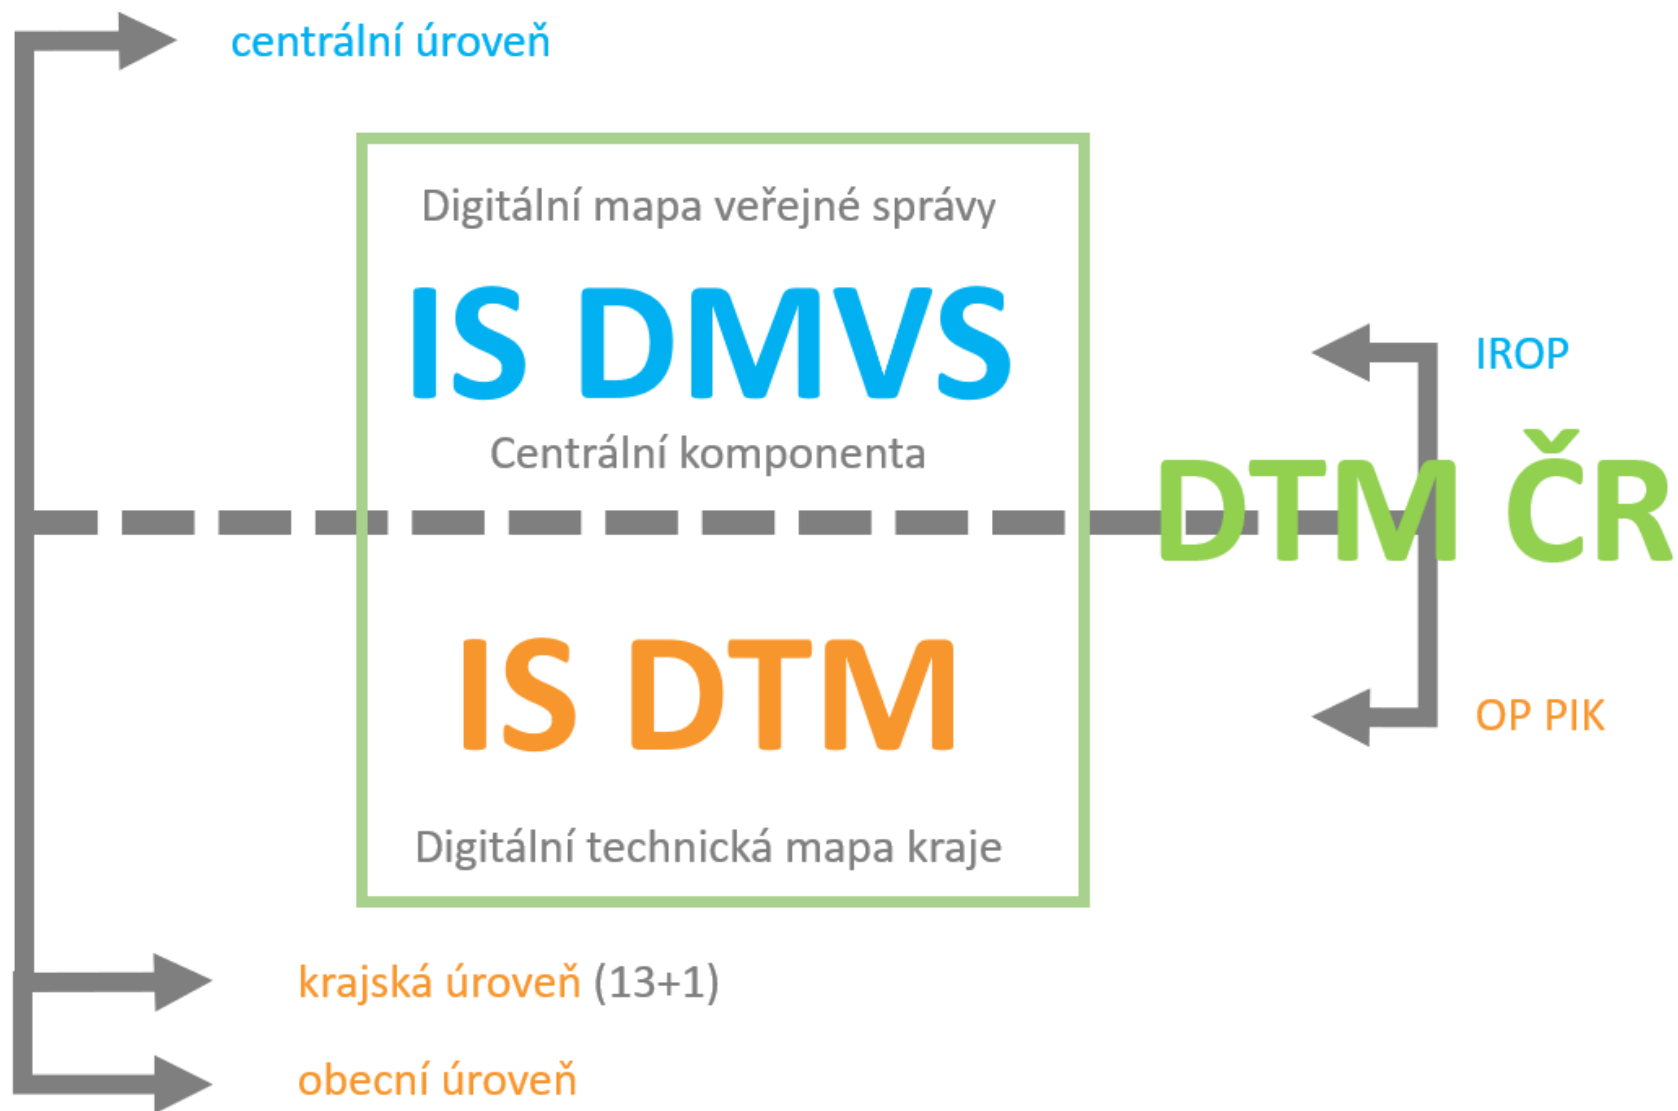 centrální úroveň
Digitální mapa veřejné správy
IS DMVS
Centrální komponenta
IROP
DTM ČR
IS DTM
OP PIK
Digitální technická mapa kraje
krajská úroveň (13+1)
obecní úroveň